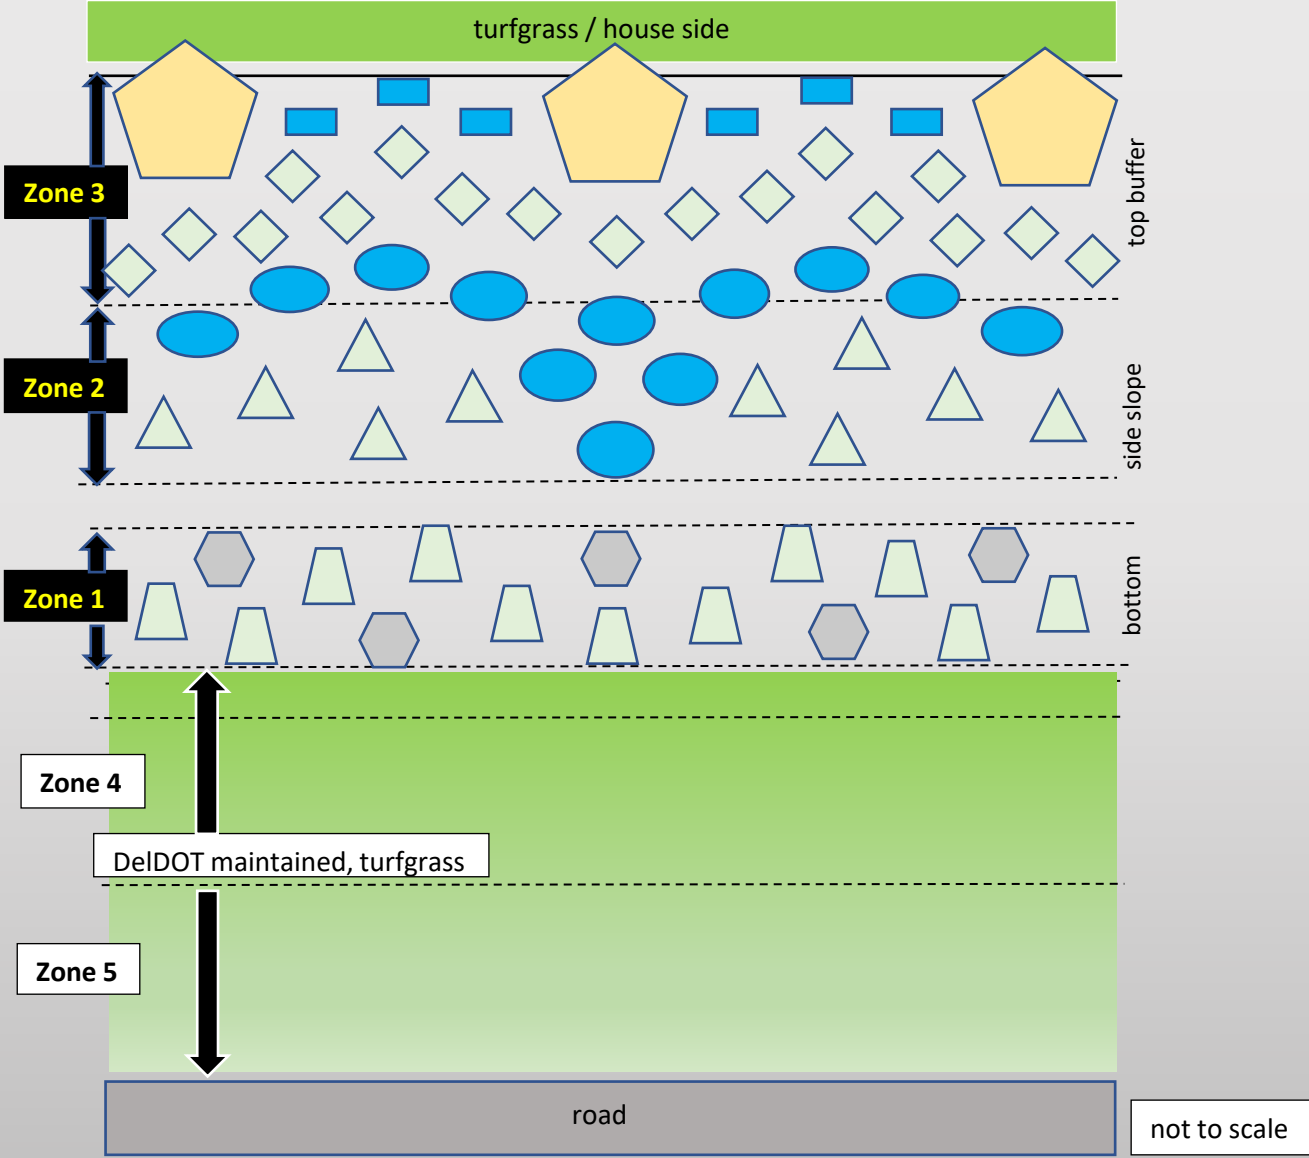 turfgrass / house side
Zone 3
top buffer
Zone 2
side slope
Zone 1
bottom
Zone 4
DelDOT maintained, turfgrass
Zone 5
road
not to scale